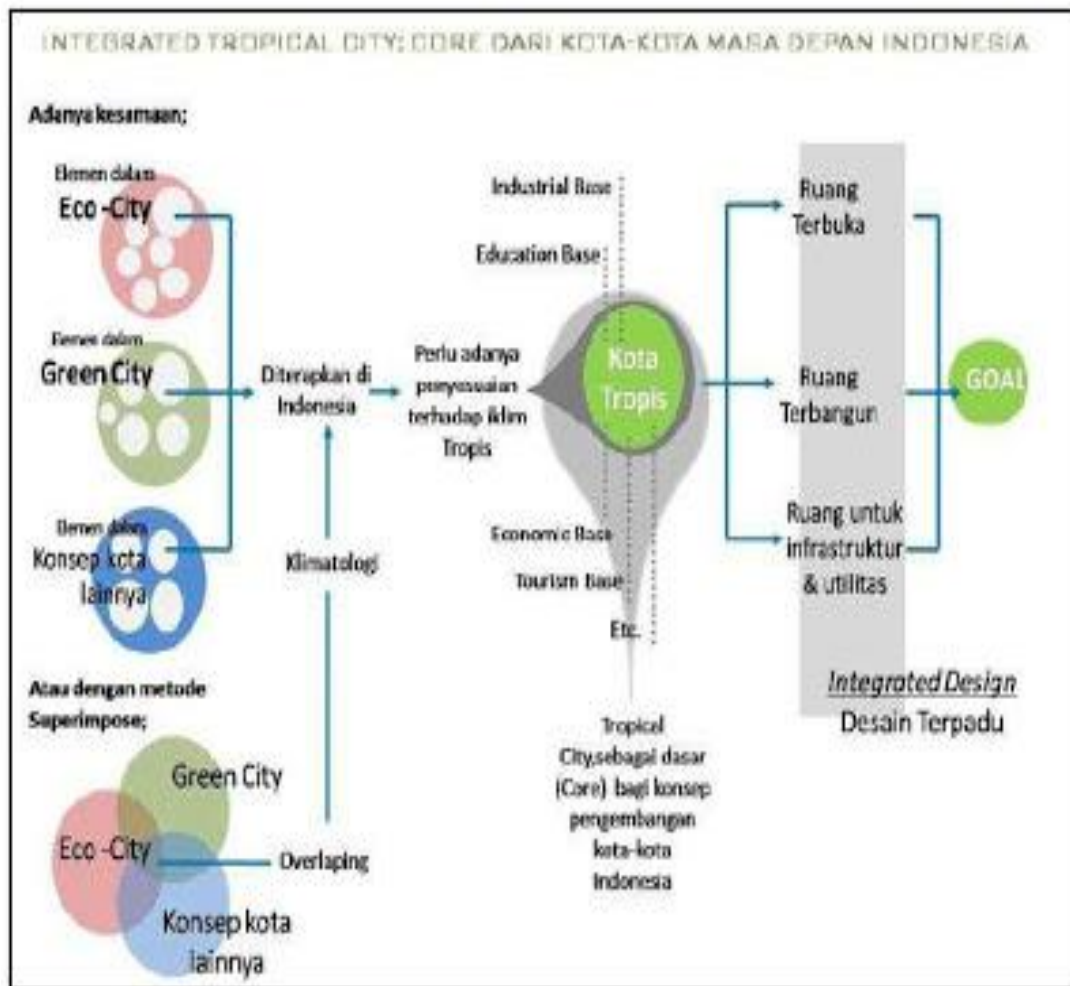 INTEGRATED TROPICAL CITY: CORE DARI KOTA-KOTA MASA DEPAN INDONESIA
Adanya kesamaan;
Elemen dalam
Eco -City
Elemen dalam
Green City
Elemen dalam
Konsep kota
lainnya
Atau dengan metode
Superimpose;
Green City
Eco -City
Konsep kota
lainnya
Overlaping
Klimatologi
Diterapkan di
Indonesia
Perlu adanya
penyesuaian
terhadap iklim
Tropis
Industrial Base
Education Base
Kota
Tropis
Economic Base
Tourism Base
Etc.
Tropical
City,sebagai dasar
(Core) bagi konsep
pengembangan
kota-kota
Indonesia
Ruang
Terbuka
Ruang
Terbangun
Ruang untuk
infrastruktur
& utilitas
Integrated Design
Desain Terpadu
GOAL